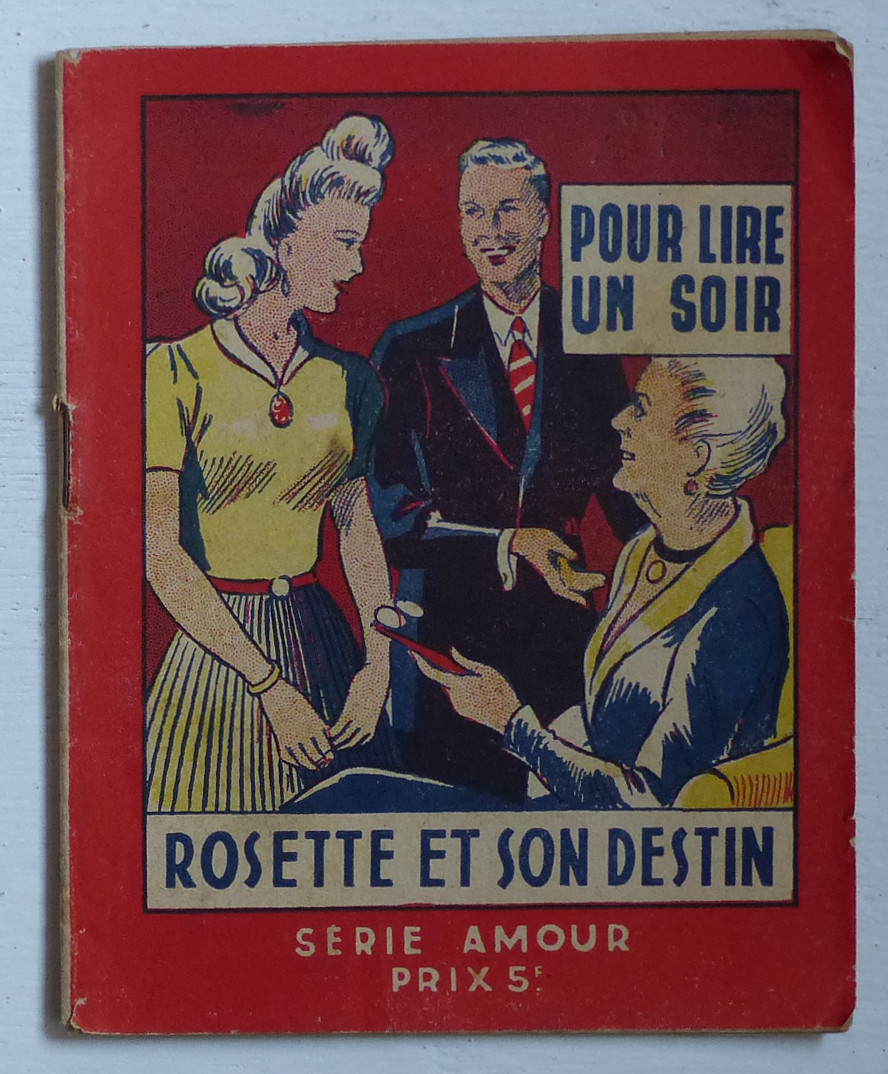 POUR LIRE
UN SOIR
ROSETTE ET SON DESTIN
SÉRIE AMOUR
PRIX 5F.